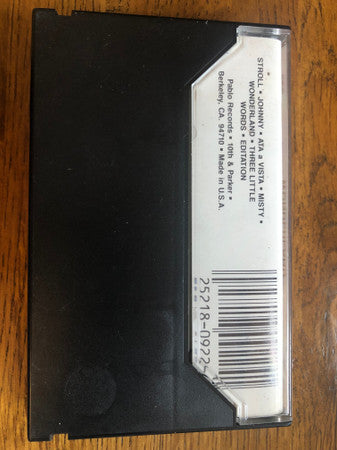 STROLL • JOHNNY • ATA a VISTA • MISTY •
WONDERLAND • THREE LITTLE
WORDS • EDITATION
Pablo Records • 10th & Parker •
Berkeley, CA. 94710 • Made in U.S.A.
25218-0922